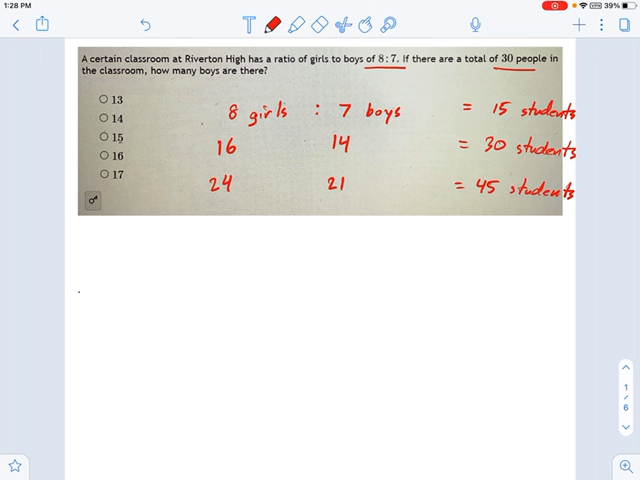 1:28 PM
39%
A certain classroom at Riverton High has a ratio of girls to boys of 8:7. If there are a total of 30 people in
the classroom, how many boys are there?
13
14
15
16
17
8 girls : 7 boys = 15 students
16 14 = 30 students
24 21 = 45 students
1
/
6